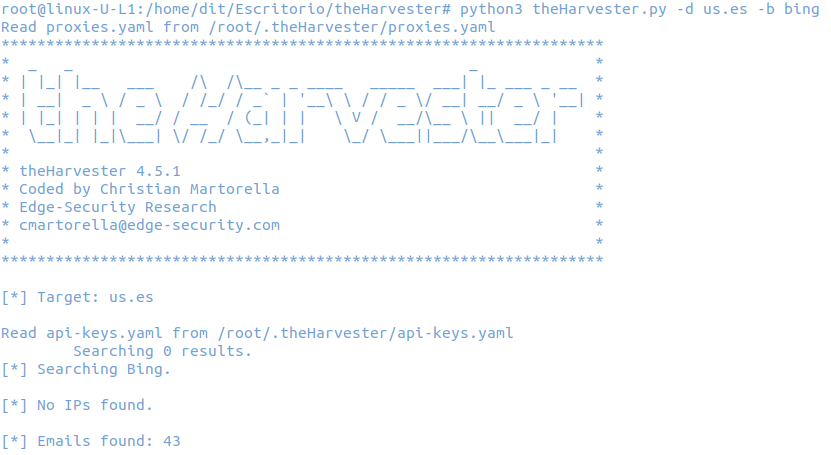 root@linux-U-L1:/home/dit/Escritorio/theHarvester# python3 theHarvester.py -d us.es -b bing
Read proxies.yaml from /root/.theHarvester/proxies.yaml
*******************************************************************
*  _   _                                            _             *
* | |_| |__   ___    /\  /\__ _ _ ____   _____  ___| |_ ___ _ __  *
* | __|  _ \ / _ \  / /_/ / _` | '__\ \ / / _ \/ __| __/ _ \ '__| *
* | |_| | | |  __/ / __  / (_| | |   \ V /  __/\__ \ ||  __/ |    *
*  \__|_| |_|\___| \/ /_/ \__,_|_|    \_/ \___||___/\__\___|_|    *
*                                                                 *
* theHarvester 4.5.1                                              *
* Coded by Christian Martorella                                   *
* Edge-Security Research                                          *
* cmartorella@edge-security.com                                   *
*                                                                 *
*******************************************************************
[*] Target: us.es
Read api-keys.yaml from /root/.theHarvester/api-keys.yaml
        Searching 0 results.
[*] Searching Bing.
[*] No IPs found.
[*] Emails found: 43